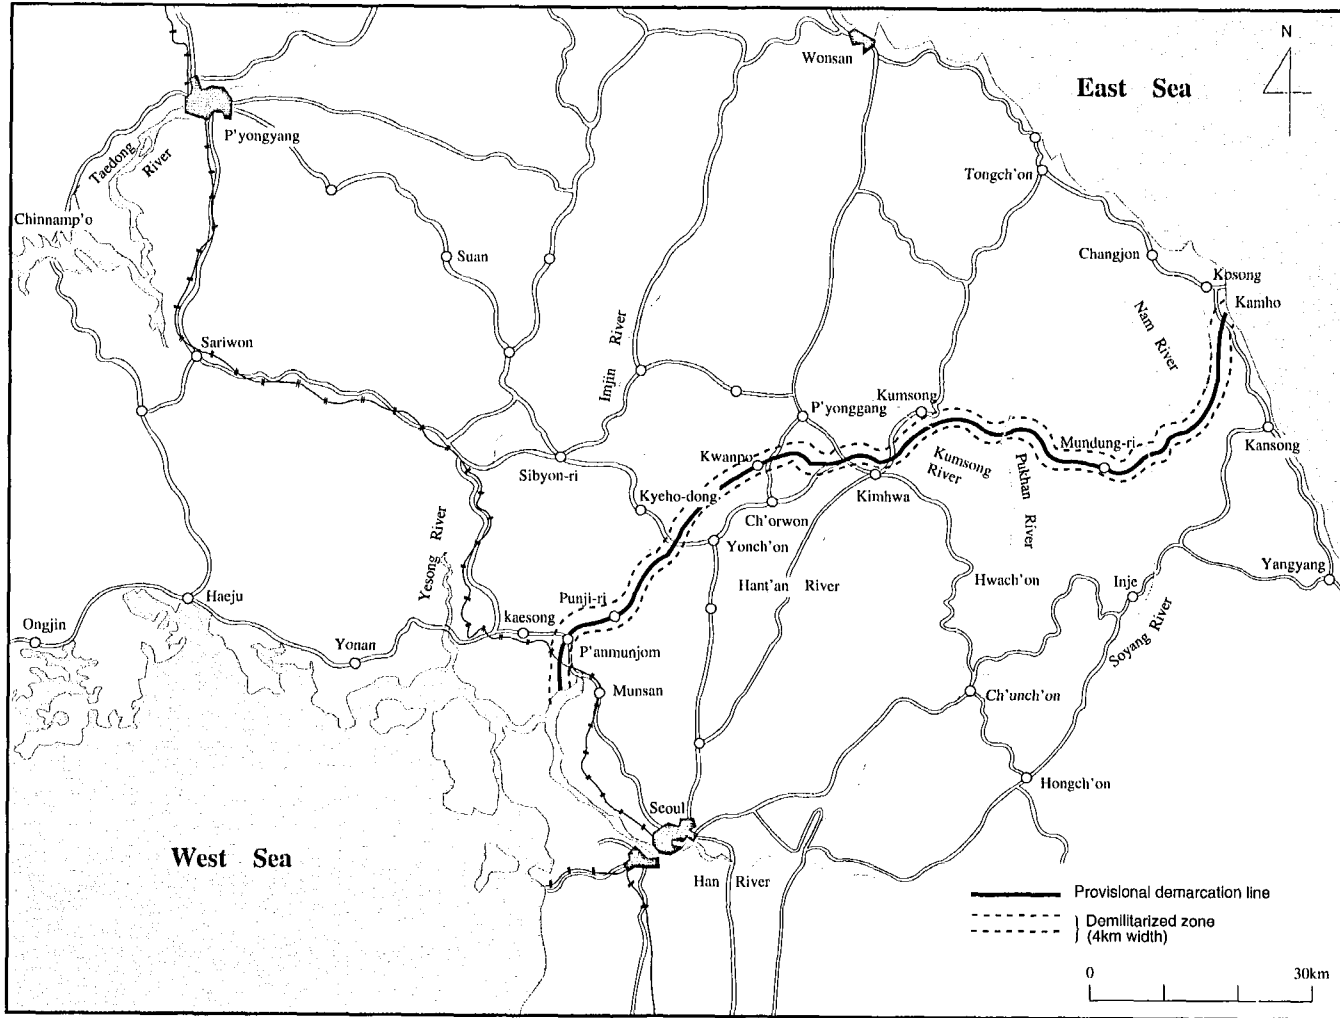 N
Wonsan
East Sea
P'yongyang
Taedong River
Tongch'on
Chinnamp'o
Suan
Changjon
Kosong
Kamho
Nam River
Imjin River
Sariwon
Kumsong
P'yonggang
Mundung-ri
Kansong
Kwanpo
Kumsong River
Sibyon-ri
Pukhan River
Kimhwa
Kyeho-dong
Ch'orwon
Yesong River
Yonch'on
Hwach'on
Yangyang
Hant'an River
Inje
Haeju
Punji-ri
kaesong
Ongjin
Yonan
P'anmunjom
Soyang River
Munsan
Ch'unch'on
Hongch'on
Seoul
West Sea
Han River
Provisional demarcation line
Demilitarized zone
(4km width)
0 30km